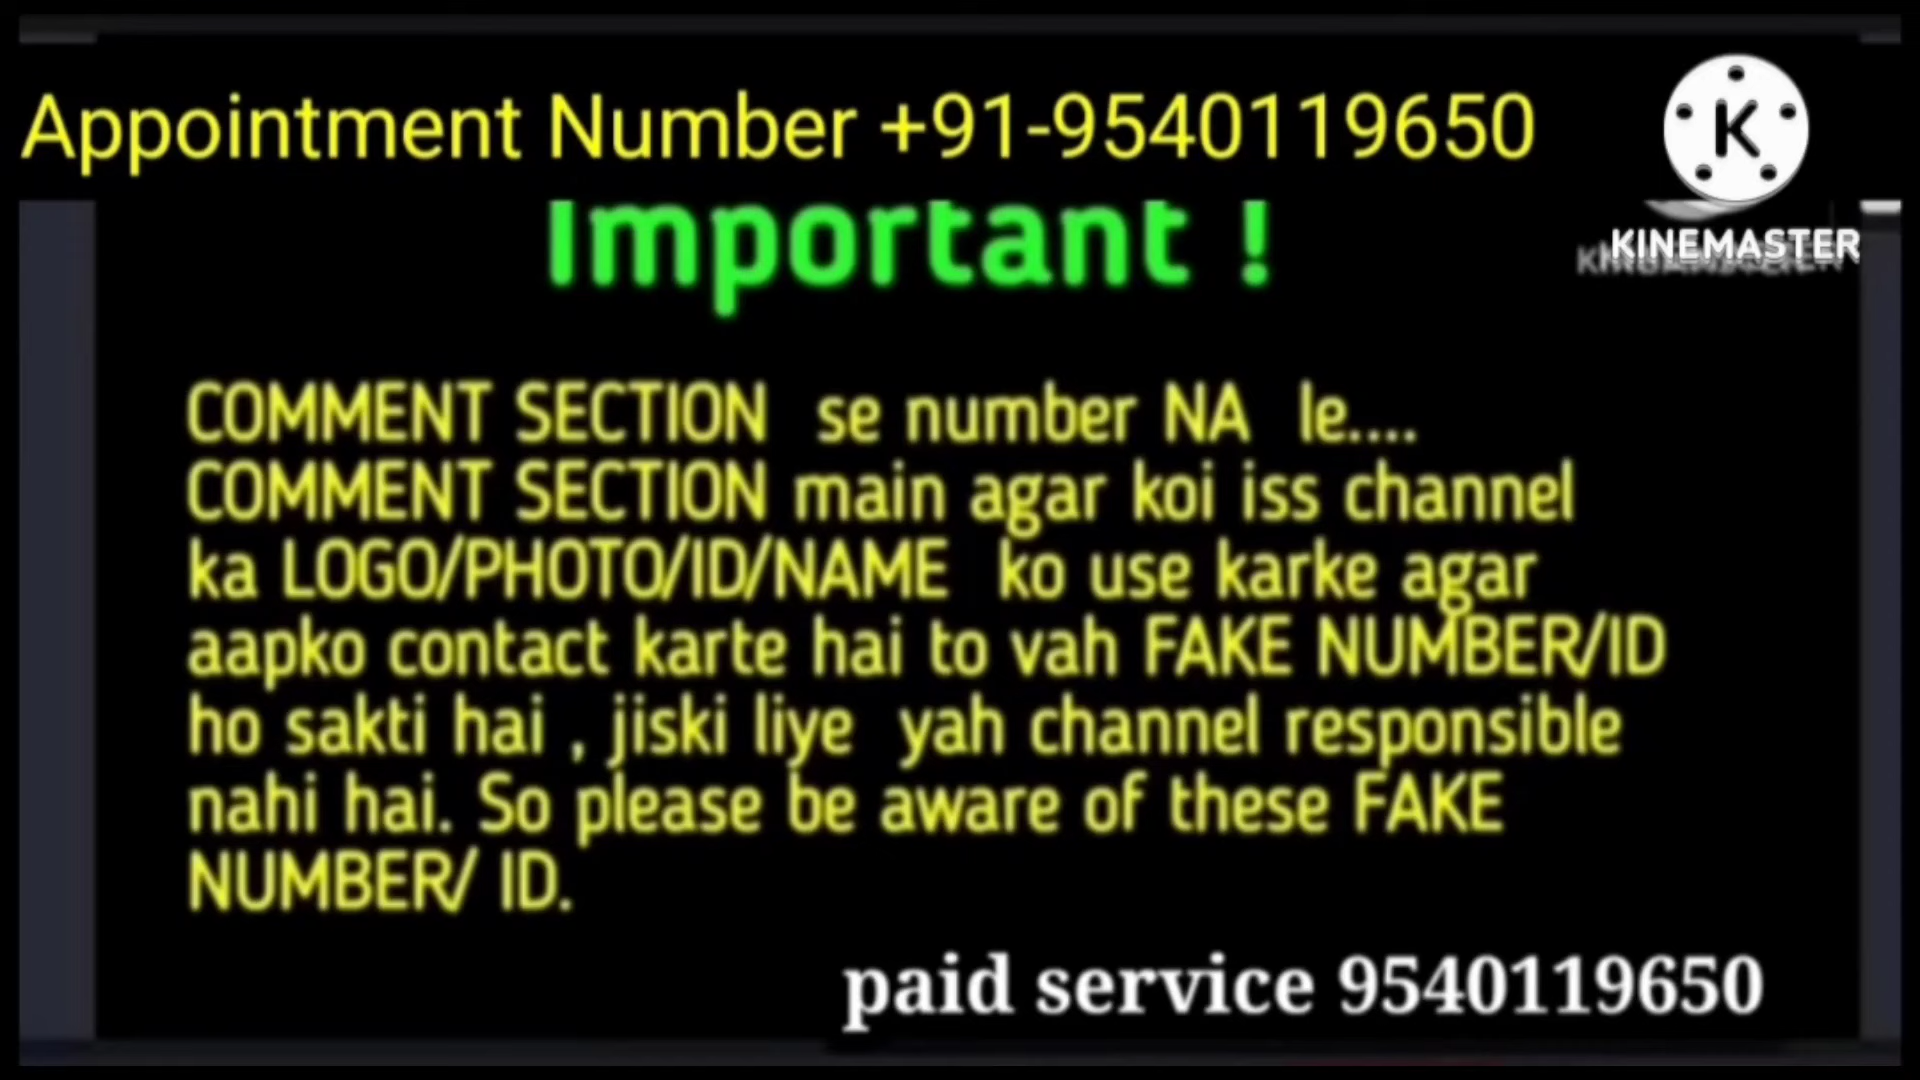 Appointment Number +91-9540119650
K
KINEMASTER
Important !
COMMENT SECTION se number NA le....
COMMENT SECTION main agar koi iss channel
ka LOGO/PHOTO/ID/NAME ko use karke agar
aapko contact karte hai to vah FAKE NUMBER/ID
ho sakti hai , jiski liye yah channel responsible
nahi hai. So please be aware of these FAKE
NUMBER/ ID.
paid service 9540119650